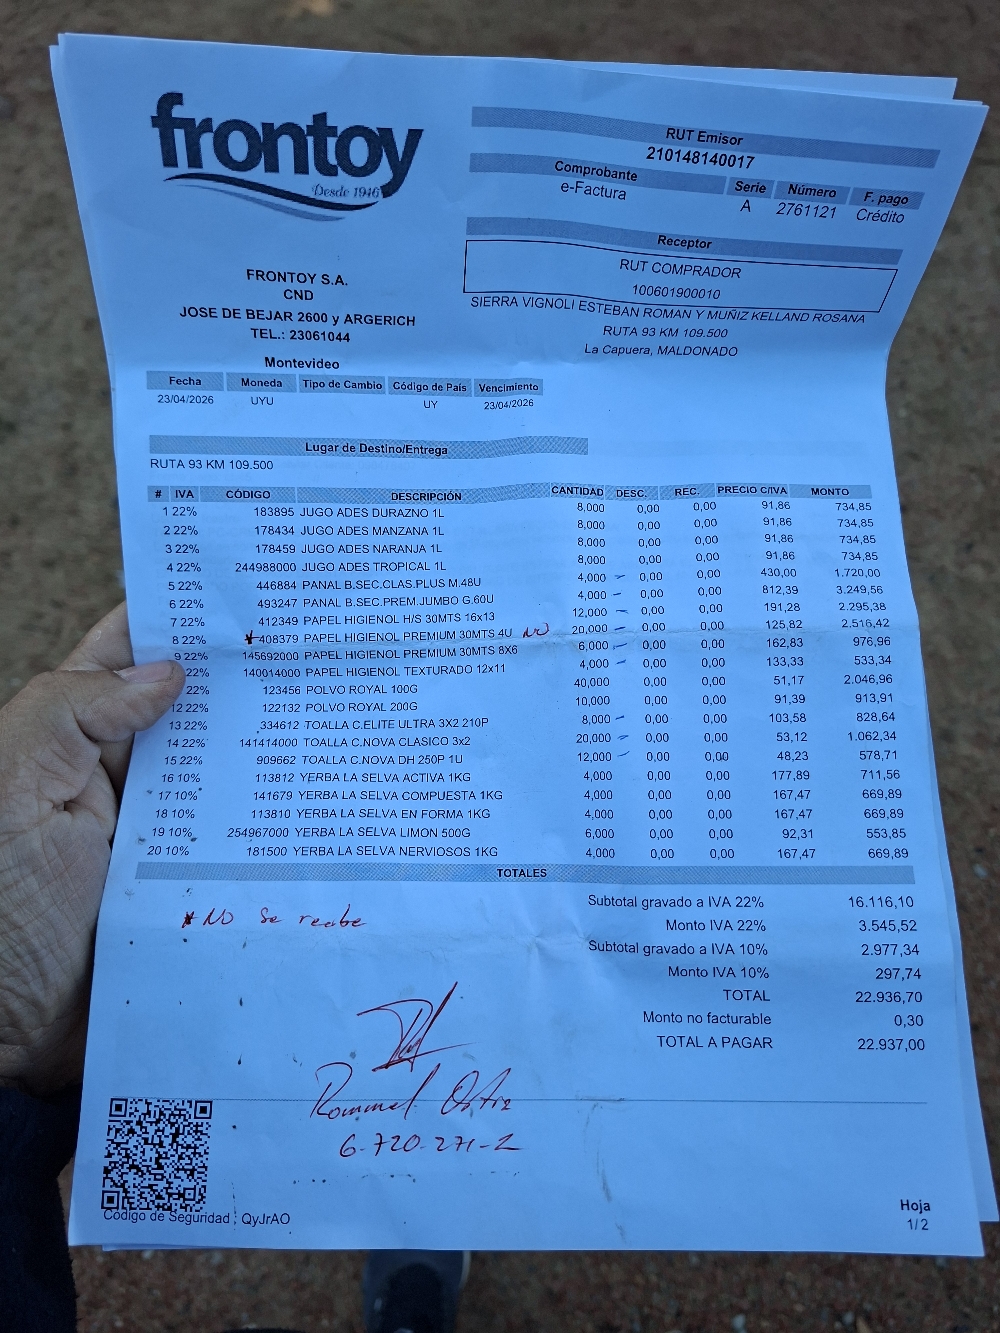 frontoy
Desde 1946
RUT Emisor
210148140017
Comprobante Serie Número F. pago
e-Factura A 2761121 Crédito
Receptor
RUT COMPRADOR
100601900010
SIERRA VIGNOLI ESTEBAN ROMAN Y MUÑIZ KELLAND ROSANA
RUTA 93 KM 109.500
La Capuera, MALDONADO
FRONTOY S.A.
CND
JOSE DE BEJAR 2600 y ARGERICH
TEL.: 23061044
Montevideo
Fecha Moneda Tipo de Cambio Código de País Vencimiento
23/04/2026 UYU UY 23/04/2026
Lugar de Destino/Entrega
RUTA 93 KM 109.500
# IVA CÓDIGO DESCRIPCIÓN CANTIDAD DESC. REC. PRECIO C/IVA MONTO
1 22% 183895 JUGO ADES DURAZNO 1L 8,000 0,00 0,00 91,86 734,85
2 22% 178434 JUGO ADES MANZANA 1L 8,000 0,00 0,00 91,86 734,85
3 22% 178459 JUGO ADES NARANJA 1L 8,000 0,00 0,00 91,86 734,85
4 22% 244988000 JUGO ADES TROPICAL 1L 8,000 0,00 0,00 91,86 734,85
5 22% 446884 PANAL B.SEC.CLAS.PLUS M.48U 4,000 0,00 0,00 430,00 1.720,00
6 22% 493247 PANAL B.SEC.PREM.JUMBO G.60U 4,000 0,00 0,00 812,39 3.249,56
7 22% 412349 PAPEL HIGIENOL H/S 30MTS 16x13 12,000 0,00 0,00 191,28 2.295,38
8 22% *408379 PAPEL HIGIENOL PREMIUM 30MTS 4U NO 20,000 0,00 0,00 125,82 2.516,42
9 22% 145692000 PAPEL HIGIENOL PREMIUM 30MTS 8X6 6,000 0,00 0,00 162,83 976,96
22% 140014000 PAPEL HIGIENOL TEXTURADO 12x11 4,000 0,00 0,00 133,33 533,34
22% 123456 POLVO ROYAL 100G 40,000 0,00 0,00 51,17 2.046,96
12 22% 122132 POLVO ROYAL 200G 10,000 0,00 0,00 91,39 913,91
13 22% 334612 TOALLA C.ELITE ULTRA 3X2 210P 8,000 0,00 0,00 103,58 828,64
14 22% 141414000 TOALLA C.NOVA CLASICO 3x2 20,000 0,00 0,00 53,12 1.062,34
15 22% 909662 TOALLA C.NOVA DH 250P 1U 12,000 0,00 0,00 48,23 578,71
16 10% 113812 YERBA LA SELVA ACTIVA 1KG 4,000 0,00 0,00 177,89 711,56
17 10% 141679 YERBA LA SELVA COMPUESTA 1KG 4,000 0,00 0,00 167,47 669,89
18 10% 113810 YERBA LA SELVA EN FORMA 1KG 4,000 0,00 0,00 167,47 669,89
19 10% 254967000 YERBA LA SELVA LIMON 500G 6,000 0,00 0,00 92,31 553,85
20 10% 181500 YERBA LA SELVA NERVIOSOS 1KG 4,000 0,00 0,00 167,47 669,89
TOTALES
* NO se recibe
Subtotal gravado a IVA 22% 16.116,10
Monto IVA 22% 3.545,52
Subtotal gravado a IVA 10% 2.977,34
Monto IVA 10% 297,74
TOTAL 22.936,70
Monto no facturable 0,30
TOTAL A PAGAR 22.937,00
Rommel Ortiz
6-720-271-2
Código de Seguridad : QyJrAO
Hoja
1/2